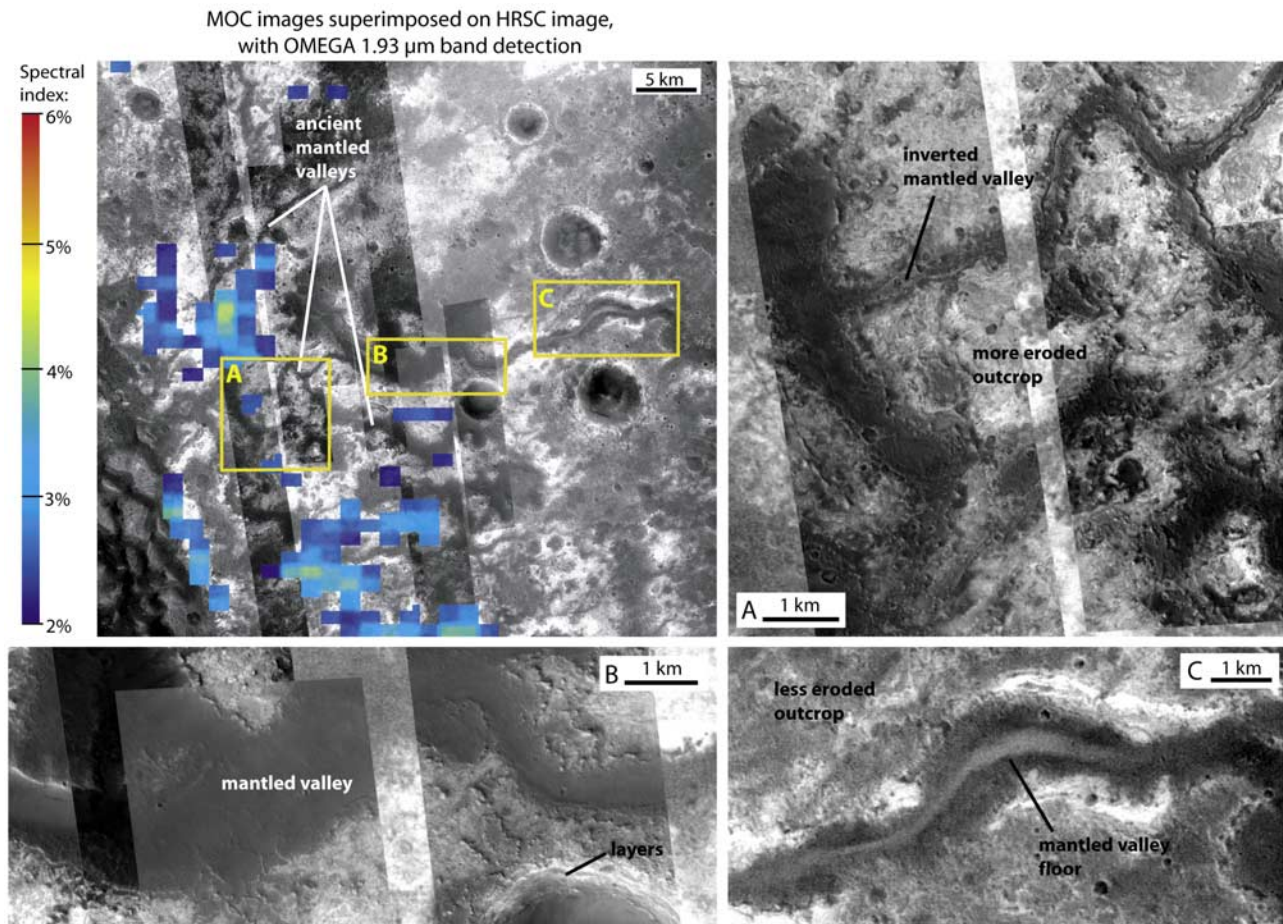 MOC images superimposed on HRSC image,
with OMEGA 1.93 μm band detection
Spectral
index:
6%
5%
4%
3%
2%
5 km
ancient
mantled
valleys
A
B
C
inverted
mantled valley
more eroded
outcrop
A
1 km
B
1 km
mantled valley
layers
C
1 km
less eroded
outcrop
mantled valley
floor